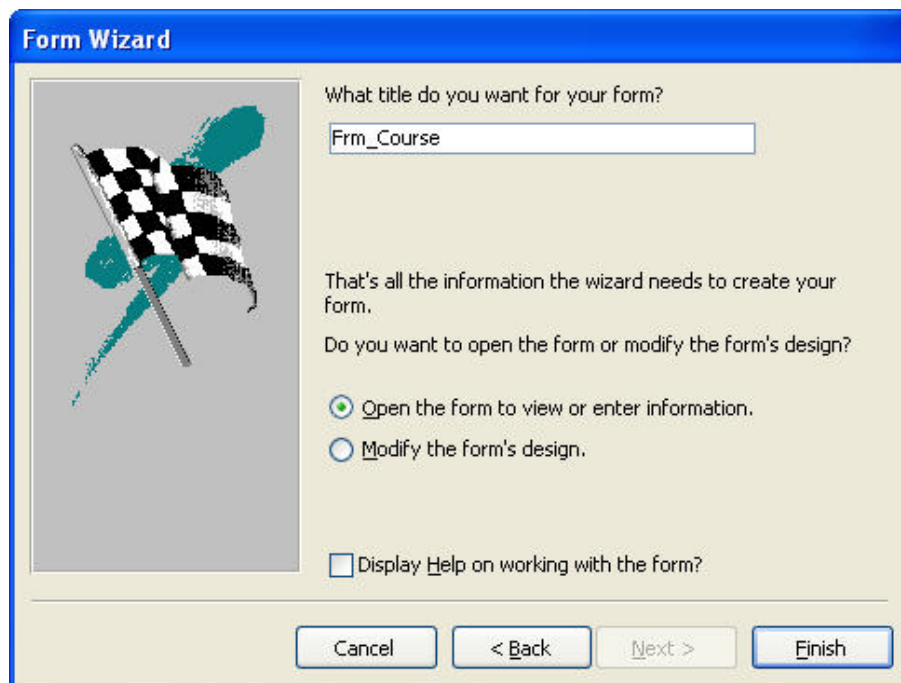 Form Wizard
What title do you want for your form?
Frm_Course
That's all the information the wizard needs to create your
form.
Do you want to open the form or modify the form's design?
Open the form to view or enter information.
Modify the form's design.
Display Help on working with the form?
Cancel
< Back
Next >
Finish